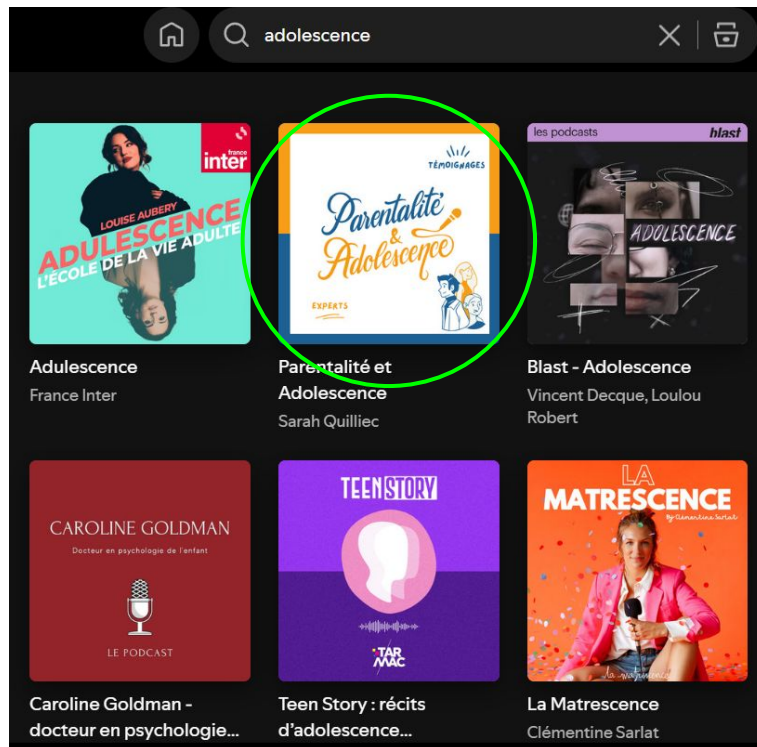 adolescence
france
inter
LOUISE AUBERY
ADULESCENCE
L'ÉCOLE DE LA VIE ADULTE
Adulescence
France Inter
TÉMOIGNAGES
Parentalité
&
Adolescence
EXPERTS
Parentalité et
Adolescence
Sarah Quilliec
les podcasts
blast
ADOLESCENCE
Blast - Adolescence
Vincent Decque, Loulou
Robert
CAROLINE GOLDMAN
Docteur en psychologie de l'enfant
LE PODCAST
Caroline Goldman -
docteur en psychologie...
TEENSTORY
TAR
MAC
Teen Story : récits
d'adolescence...
LA
MATRESCENCE
By Clémentine Sarlat
la matrescence
La Matrescence
Clémentine Sarlat